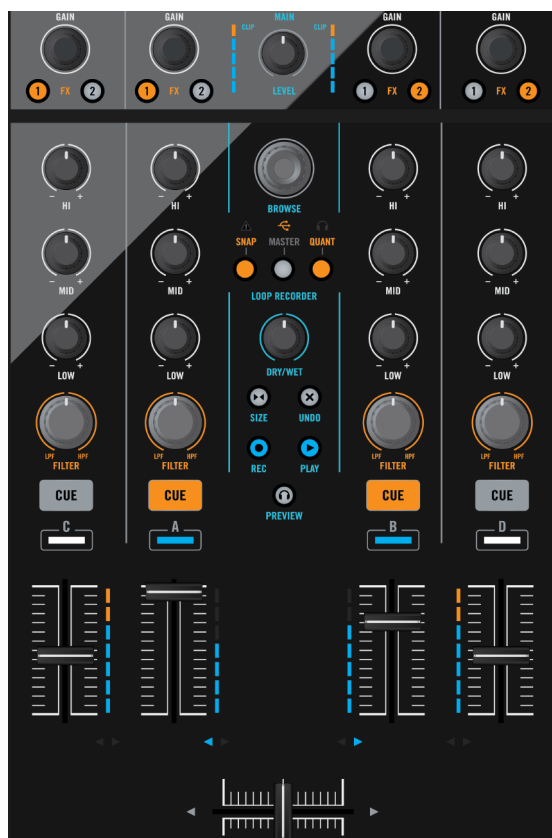 GAIN GAIN MAIN GAIN GAIN
CLIP CLIP
1 FX 2 1 FX 2 LEVEL 1 FX 2 1 FX 2
- + - + - + - +
HI HI BROWSE HI HI
SNAP MASTER QUANT
- + - + - + - +
MID MID MID MID
LOOP RECORDER
- + - + - + - +
LOW LOW DRY/WET LOW LOW
SIZE UNDO
LPF HPF LPF HPF LPF HPF LPF HPF
FILTER FILTER REC PLAY FILTER FILTER
CUE CUE CUE CUE
PREVIEW
C A B D